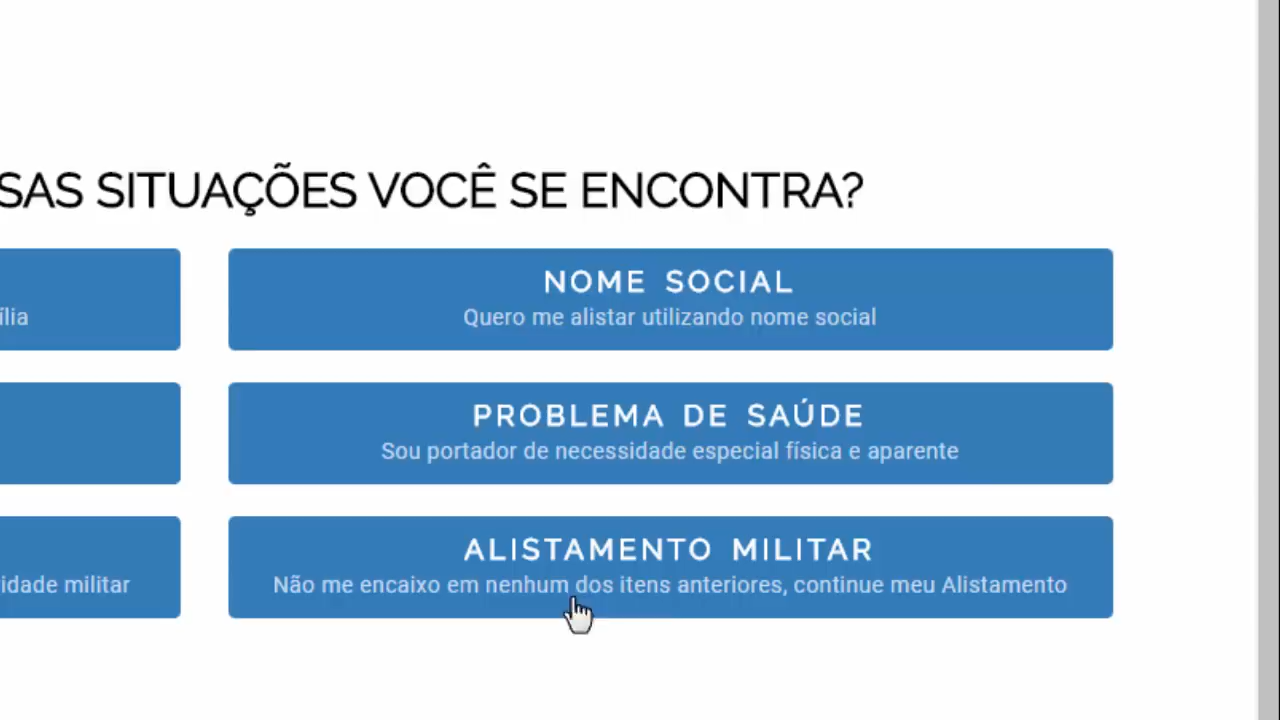 SAS SITUAÇÕES VOCÊ SE ENCONTRA?
NOME SOCIAL
ília
Quero me alistar utilizando nome social
PROBLEMA DE SAÚDE
Sou portador de necessidade especial física e aparente
ALISTAMENTO MILITAR
idade militar
Não me encaixo em nenhum dos itens anteriores, continue meu Alistamento